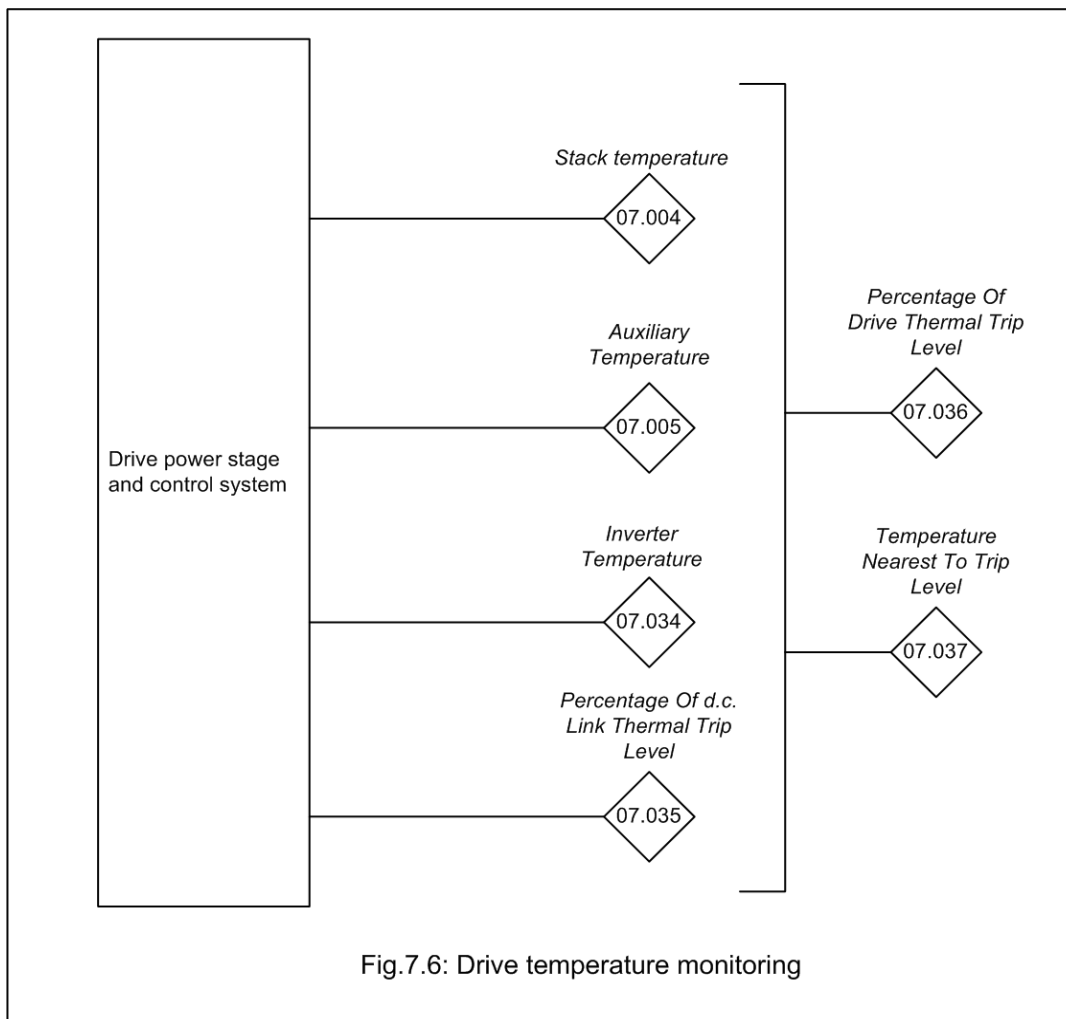 Drive power stage
and control system
Stack temperature
07.004
Auxiliary
Temperature
07.005
Inverter
Temperature
07.034
Percentage Of d.c.
Link Thermal Trip
Level
07.035
Percentage Of
Drive Thermal Trip
Level
07.036
Temperature
Nearest To Trip
Level
07.037
Fig.7.6: Drive temperature monitoring